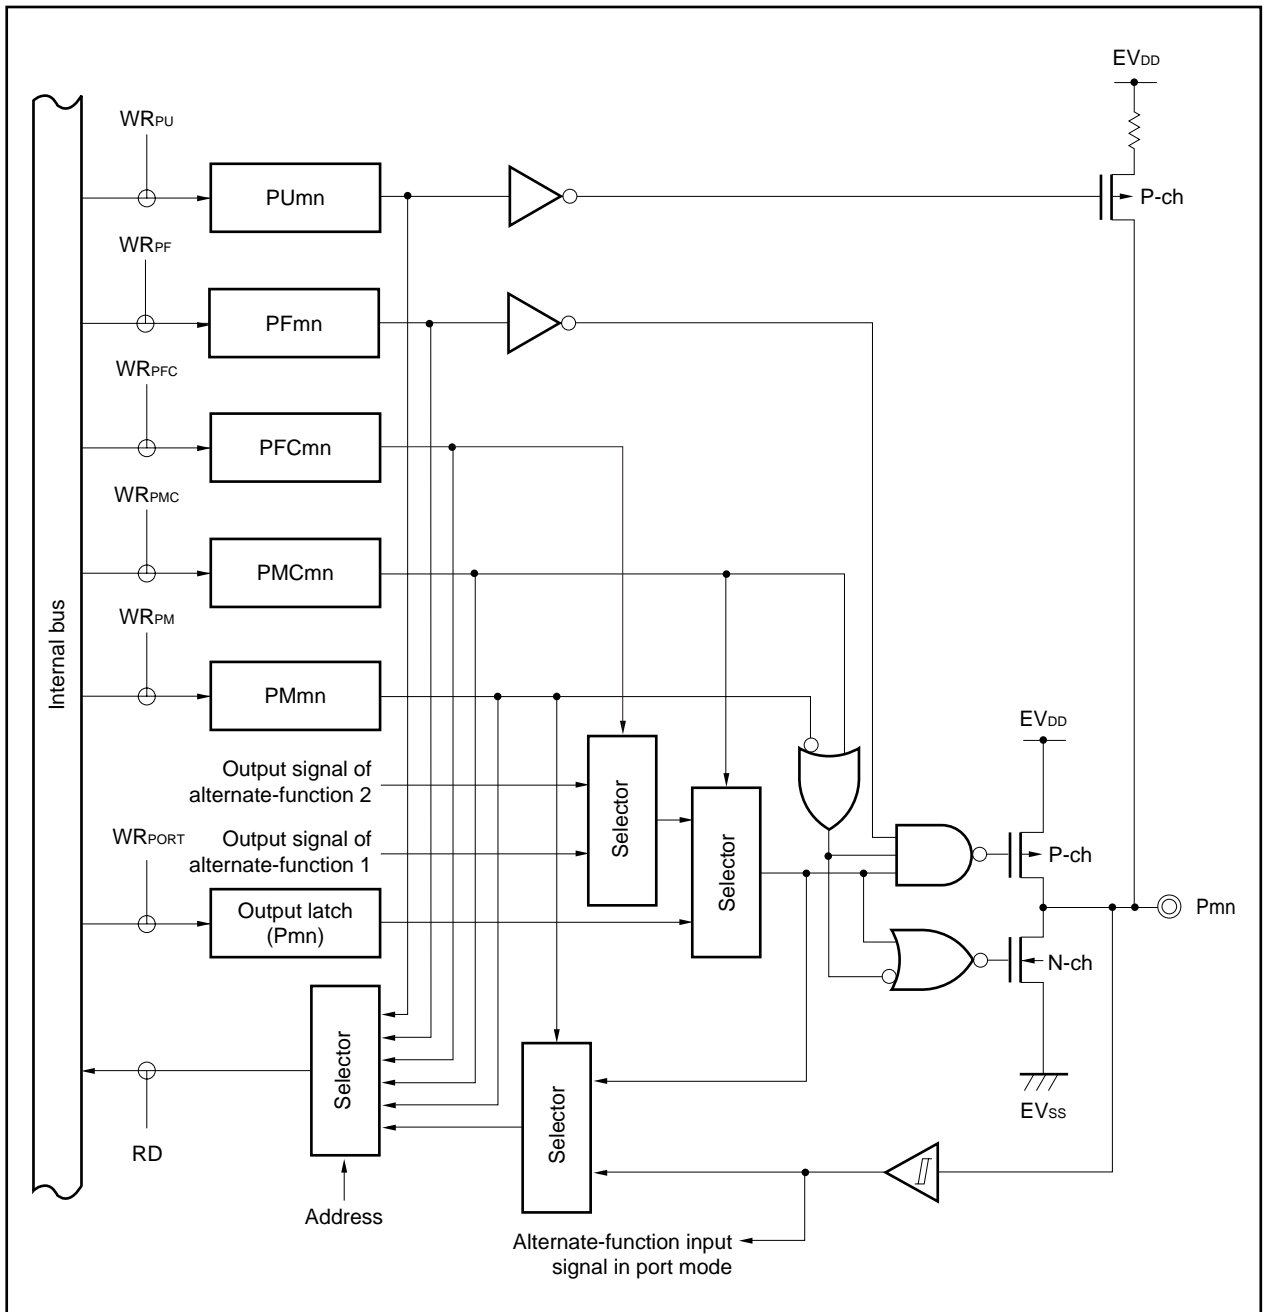 EVDD
WRPU
PUmn
P-ch
WRPF
PFmn
WRPFC
PFCmn
WRPMC
PMCmn
WRPM
PMmn
Internal bus
EVDD
Output signal of
alternate-function 2
Selector
Selector
WRPORT
Output signal of
alternate-function 1
P-ch
Output latch
(Pmn)
Pmn
N-ch
Selector
Selector
EVSS
RD
Address
Alternate-function input
signal in port mode